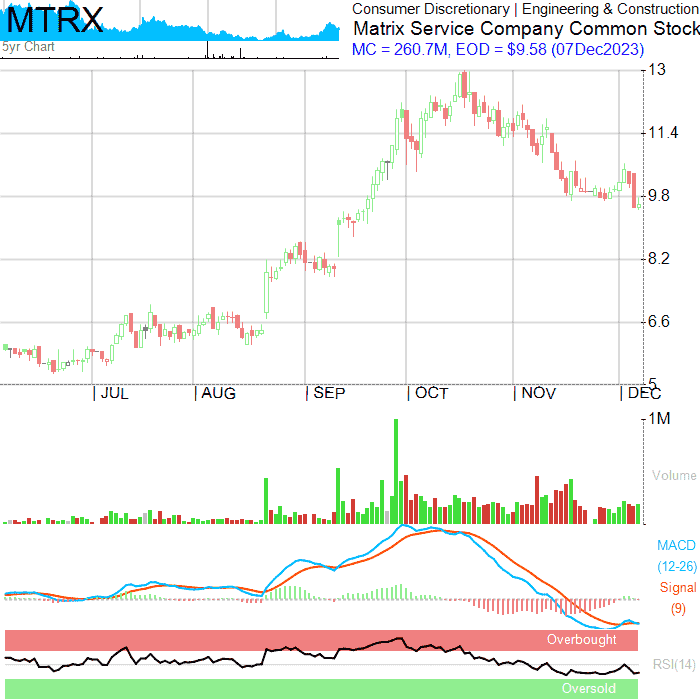 MTRX
5yr Chart
Consumer Discretionary | Engineering & Construction
Matrix Service Company Common Stock
MC = 260.7M, EOD = $9.58 (07Dec2023)
13
11.4
9.8
8.2
6.6
5
JUL
AUG
SEP
OCT
NOV
DEC
1M
Volume
MACD
(12-26)
Signal
(9)
Overbought
RSI(14)
Oversold